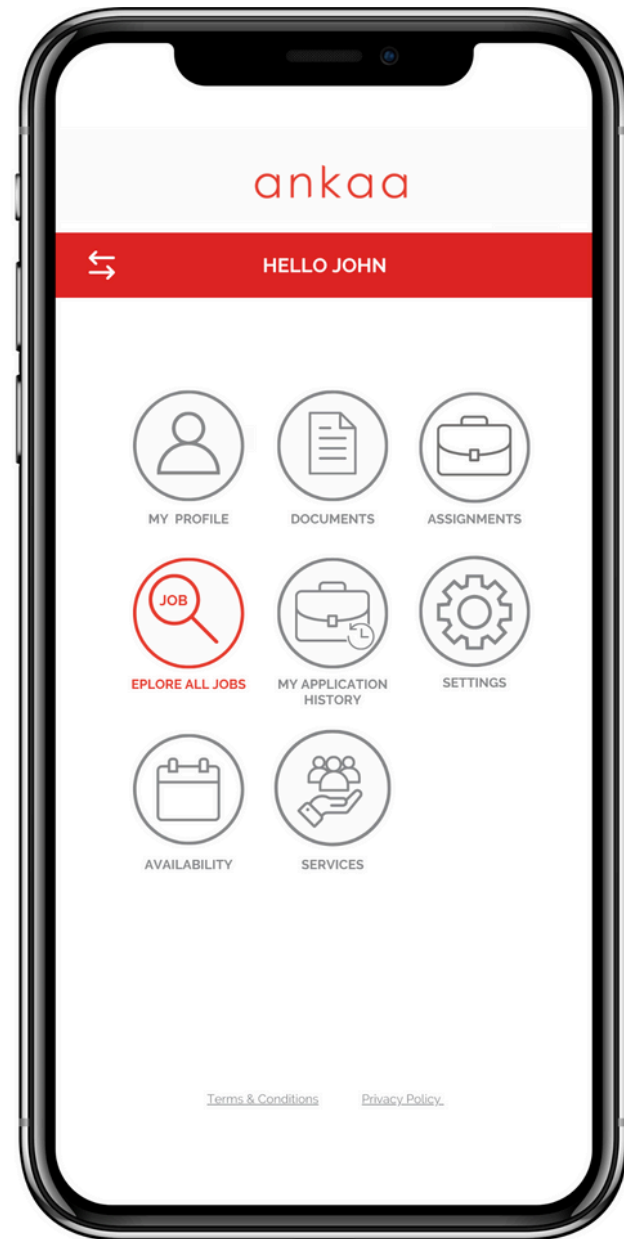 ankaa
HELLO JOHN
MY PROFILE
DOCUMENTS
ASSIGNMENTS
JOB
EPLORE ALL JOBS
MY APPLICATION
HISTORY
SETTINGS
AVAILABILITY
SERVICES
Terms & Conditions
Privacy Policy